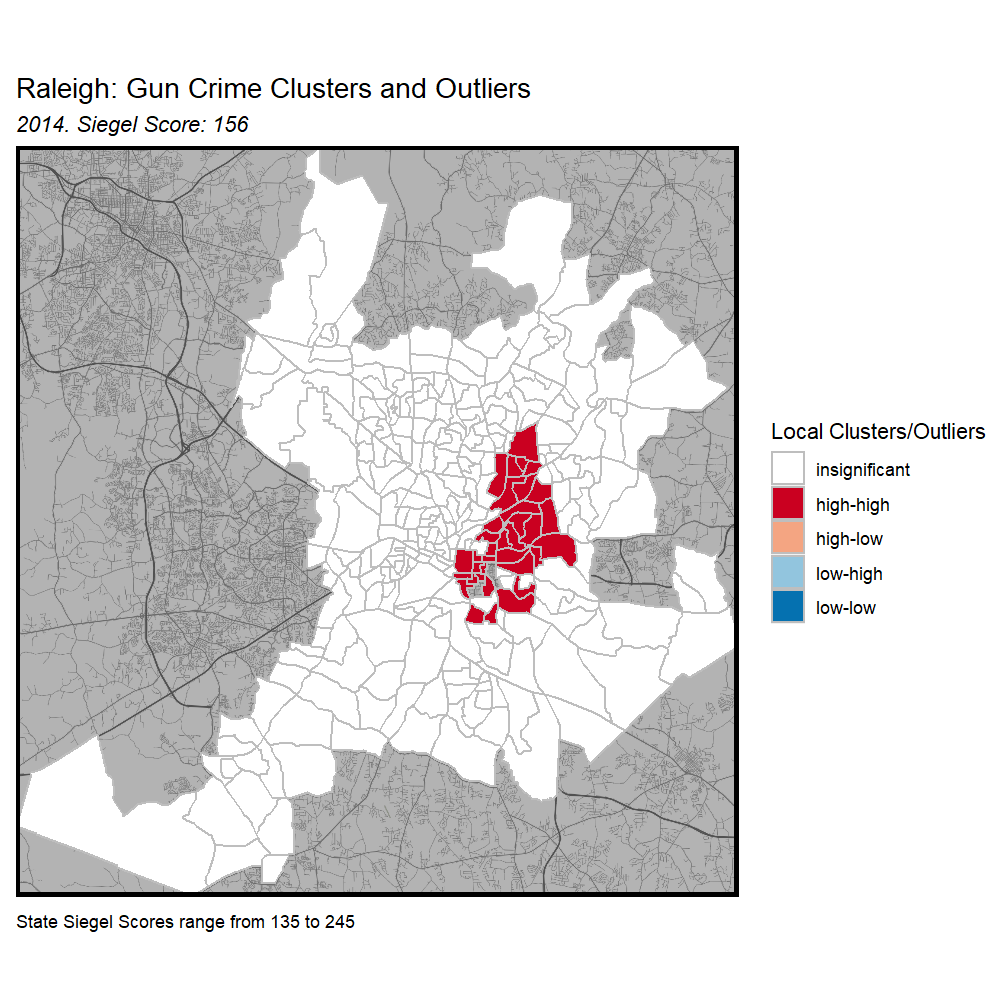 Raleigh: Gun Crime Clusters and Outliers
2014. Siegel Score: 156
Local Clusters/Outliers
insignificant
high-high
high-low
low-high
low-low
State Siegel Scores range from 135 to 245